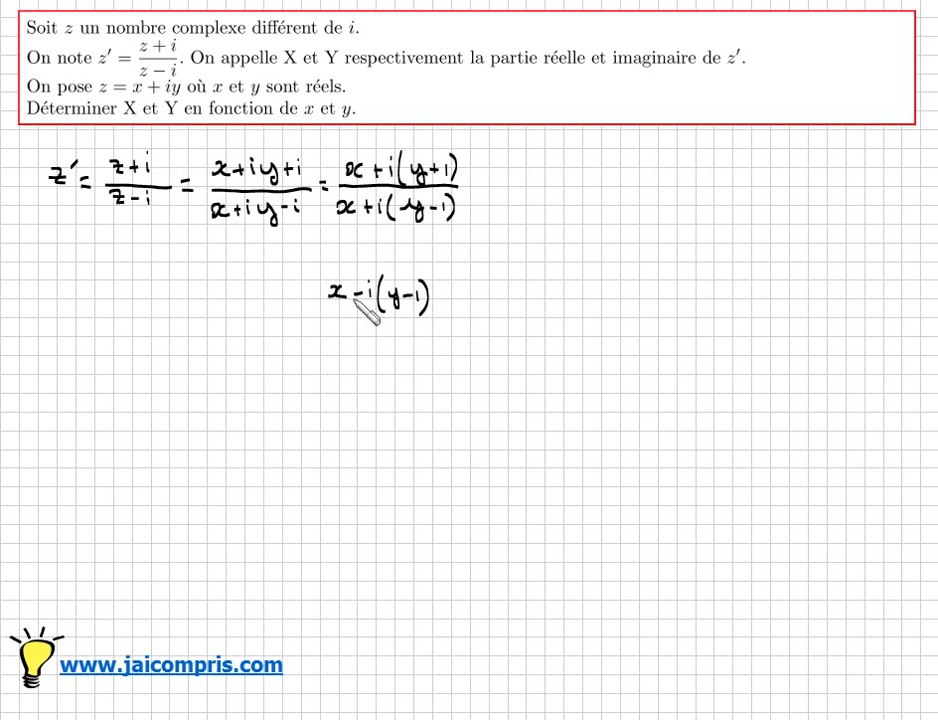 Soit z un nombre complexe différent de i.
On note z′ = (z + i)/(z − i). On appelle X et Y respectivement la partie réelle et imaginaire de z′.
On pose z = x + iy où x et y sont réels.
Déterminer X et Y en fonction de x et y.
z′ = (z+i)/(z−i) = (x+iy+i)/(x+iy−i) = (x+i(y+1))/(x+i(y−1))
x−i(y−1)
www.jaicompris.com